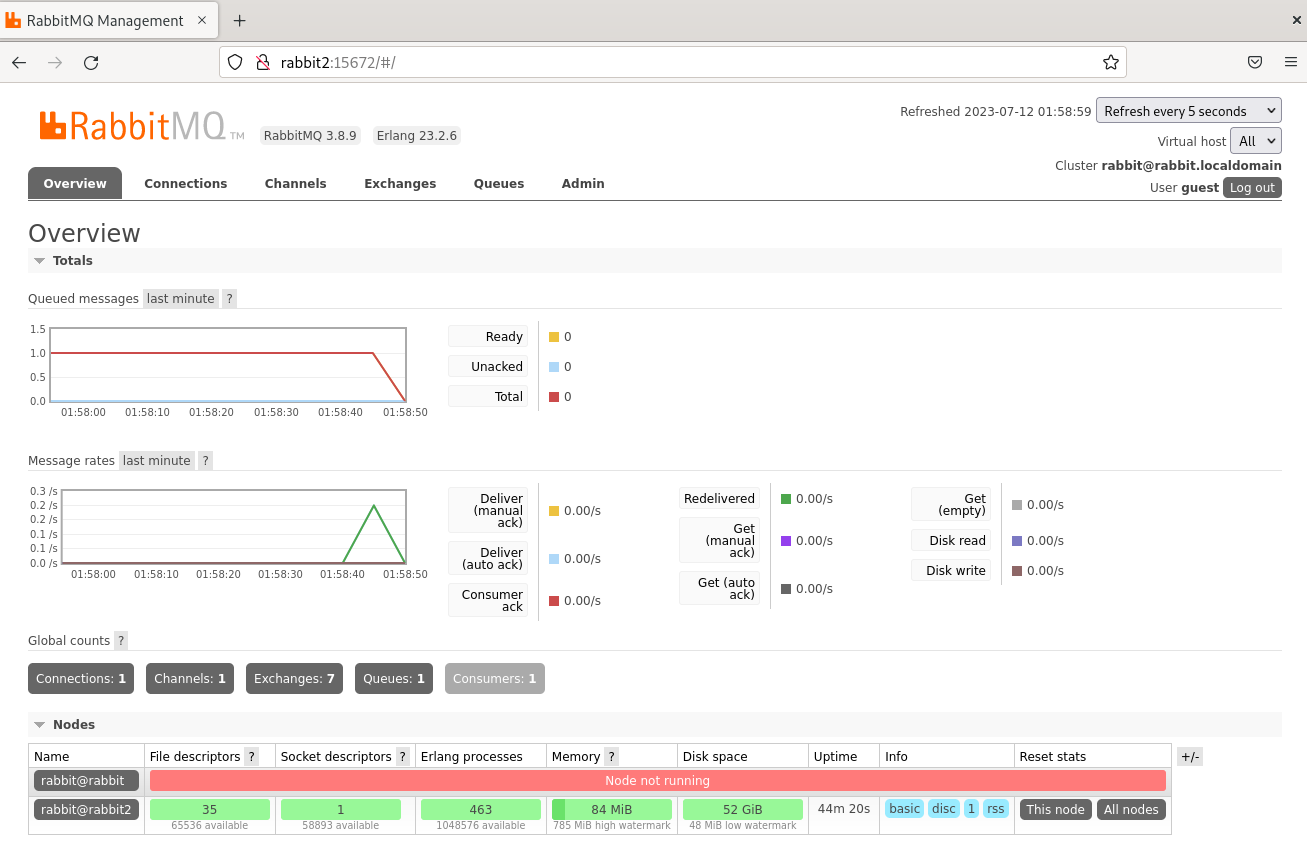 RabbitMQ Management
rabbit2:15672/#/
RabbitMQ TM
RabbitMQ 3.8.9
Erlang 23.2.6
Refreshed 2023-07-12 01:58:59
Refresh every 5 seconds
Virtual host All
Cluster rabbit@rabbit.localdomain
User guest Log out
Overview Connections Channels Exchanges Queues Admin
Overview
Totals
Queued messages last minute ?
1.5
1.0
0.5
0.0
01:58:00 01:58:10 01:58:20 01:58:30 01:58:40 01:58:50
Ready 0
Unacked 0
Total 0
Message rates last minute ?
0.3 /s
0.2 /s
0.2 /s
0.1 /s
0.1 /s
0.0 /s
01:58:00 01:58:10 01:58:20 01:58:30 01:58:40 01:58:50
Deliver
(manual
ack)
0.00/s
Deliver
(auto ack)
0.00/s
Consumer
ack
0.00/s
Redelivered 0.00/s
Get
(manual
ack)
0.00/s
Get (auto
ack)
0.00/s
Get
(empty)
0.00/s
Disk read 0.00/s
Disk write 0.00/s
Global counts ?
Connections: 1 Channels: 1 Exchanges: 7 Queues: 1 Consumers: 1
Nodes
Name File descriptors ? Socket descriptors ? Erlang processes Memory ? Disk space Uptime Info Reset stats +/-
rabbit@rabbit Node not running
rabbit@rabbit2 35 1 463 84 MiB 52 GiB 44m 20s basic disc 1 rss This node All nodes
65536 available 58893 available 1048576 available 785 MiB high watermark 48 MiB low watermark